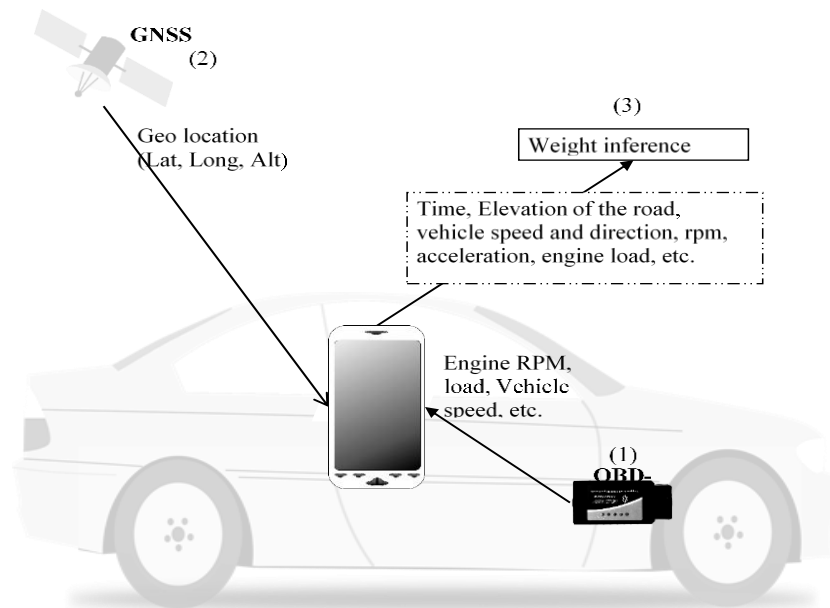 GNSS
(2)
Geo location
(Lat, Long, Alt)
(3)
Weight inference
Time, Elevation of the road,
vehicle speed and direction, rpm,
acceleration, engine load, etc.
Engine RPM,
load, Vehicle
speed, etc.
(1)
OBD-